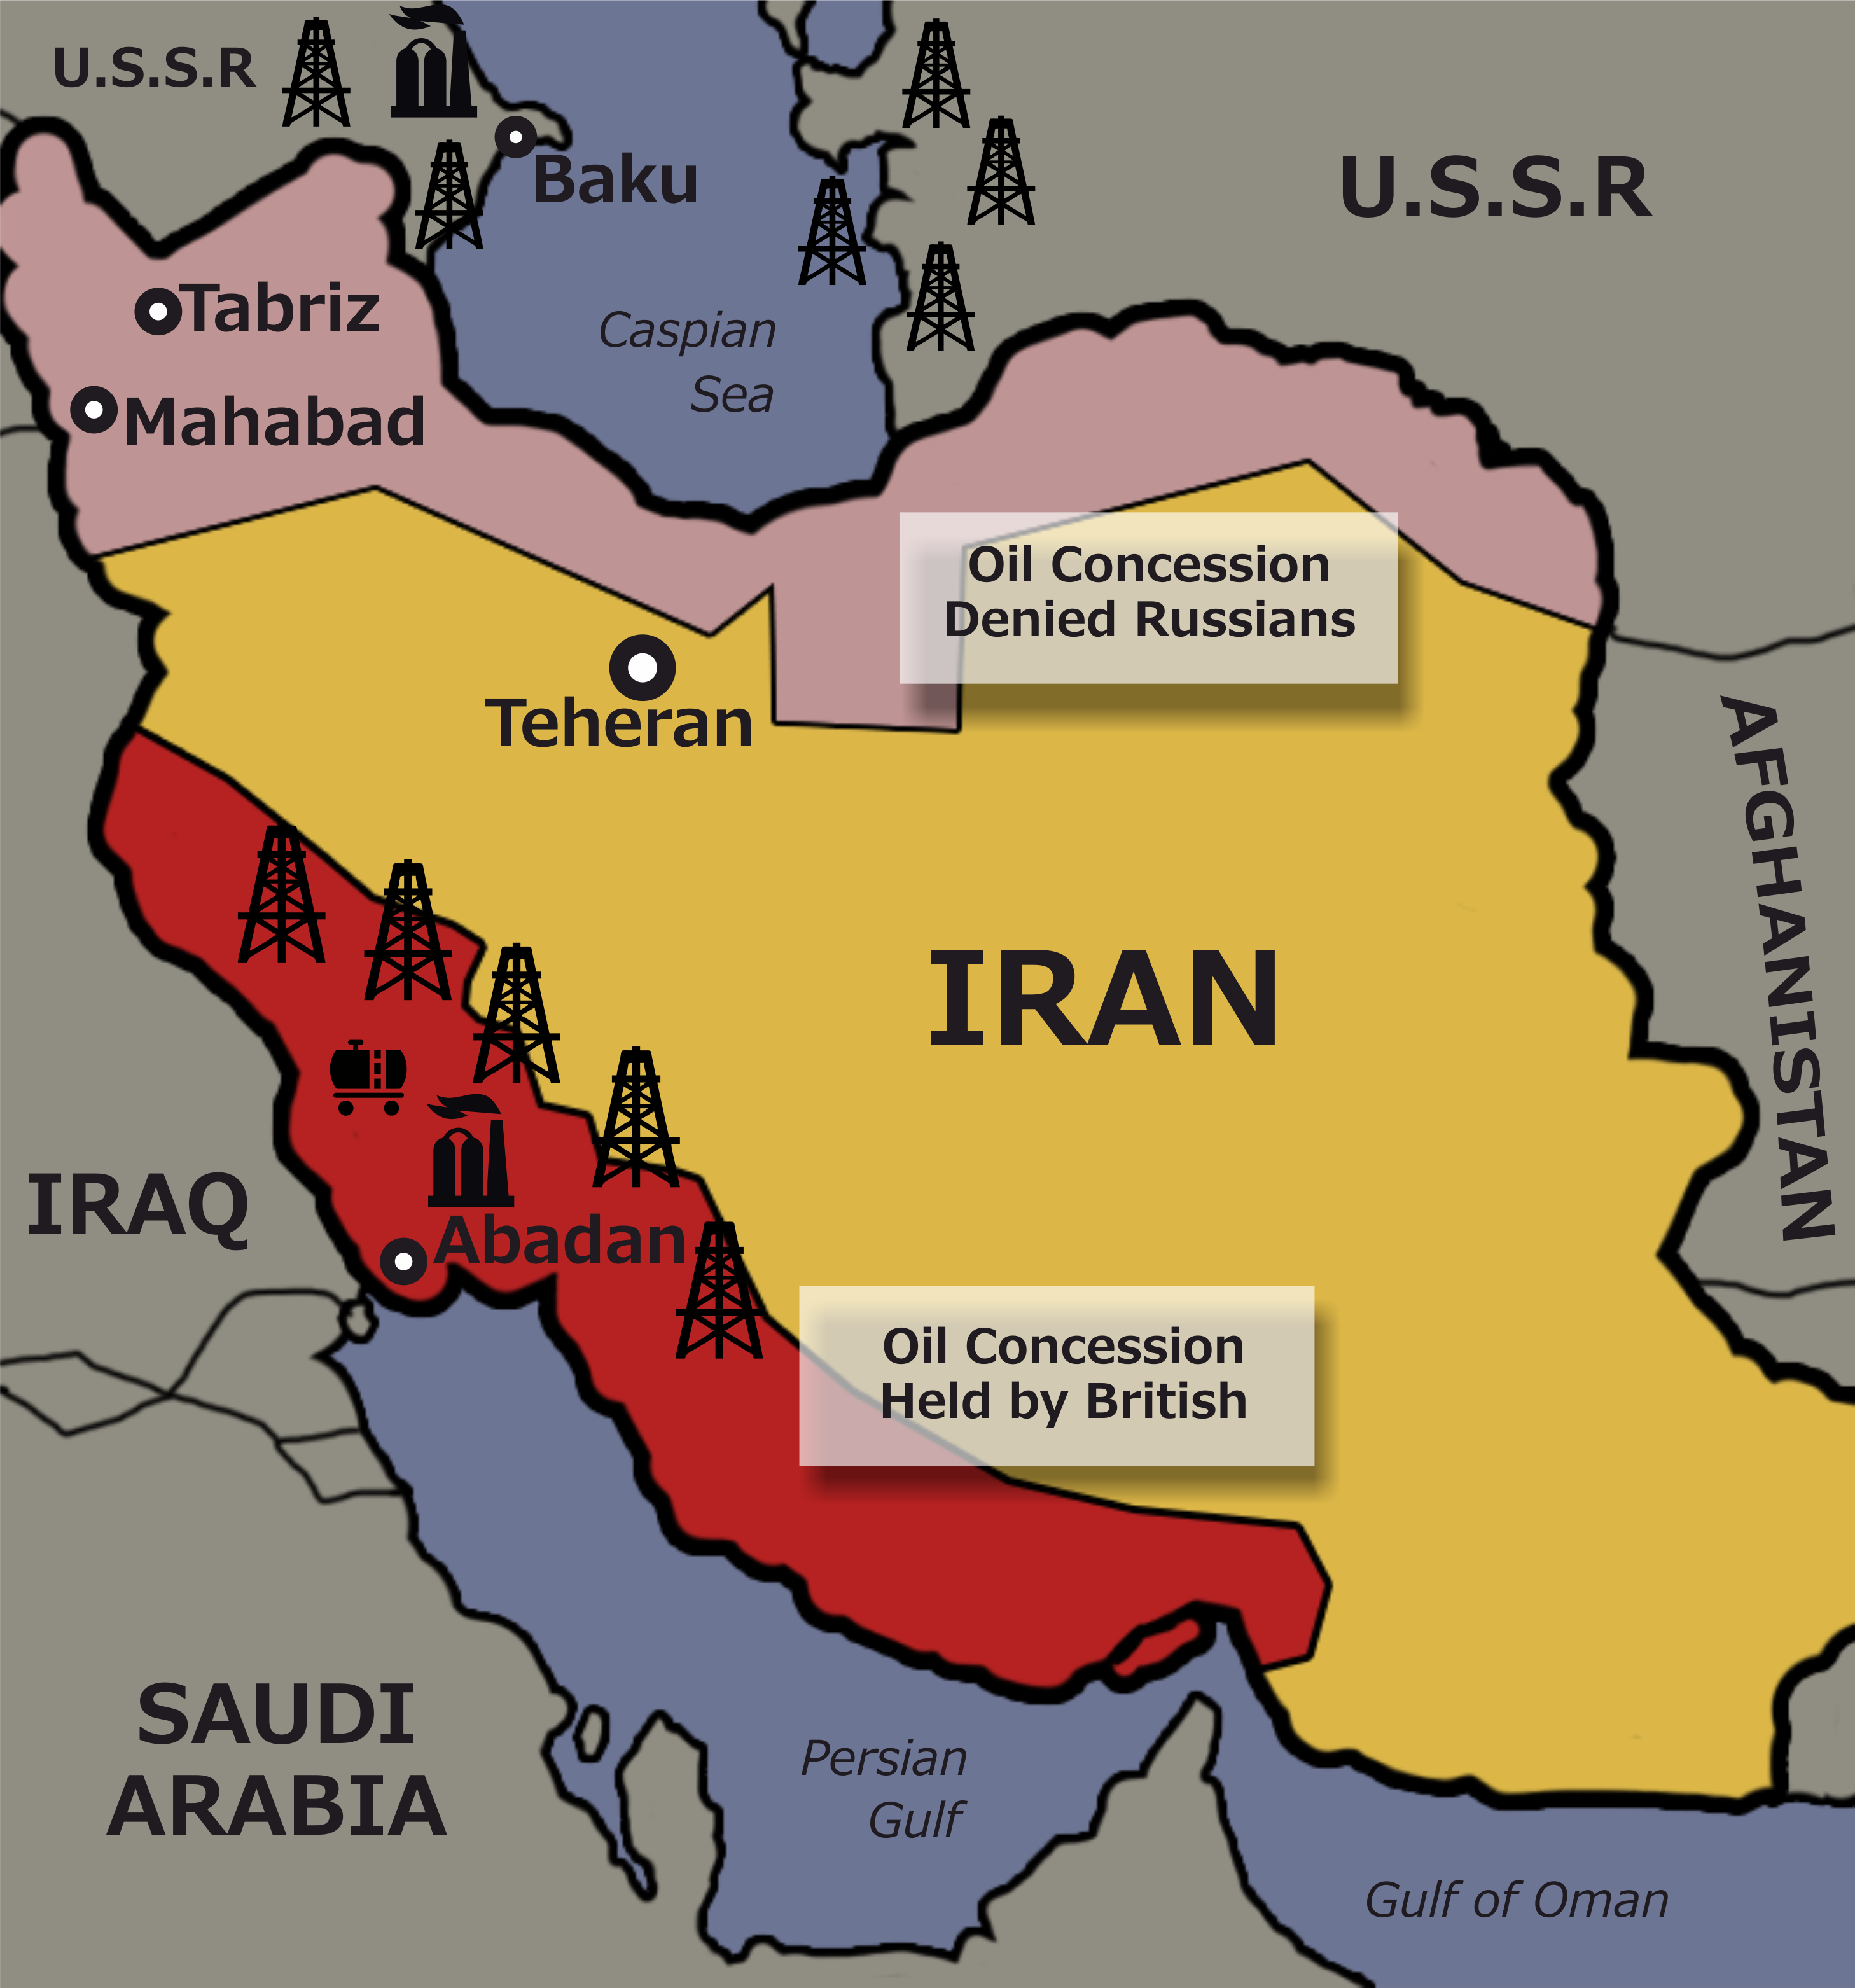 U.S.S.R
Baku
U.S.S.R
Tabriz
Caspian
Sea
Mahabad
Oil Concession
Denied Russians
Teheran
AFGHANISTAN
IRAN
IRAQ
Abadan
Oil Concession
Held by British
SAUDI
ARABIA
Persian
Gulf
Gulf of Oman